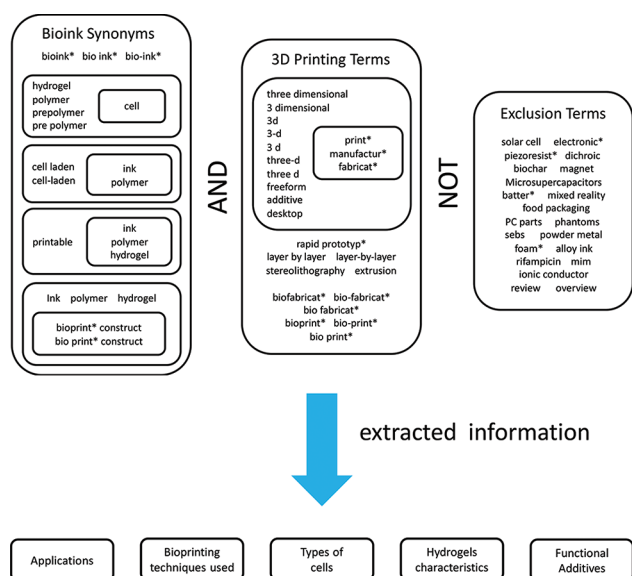 Bioink Synonyms
bioink* bio ink* bio-ink*
hydrogel
polymer
prepolymer
pre polymer
cell
cell laden
cell-laden
ink
polymer
printable
ink
polymer
hydrogel
Ink polymer hydrogel
bioprint* construct
bio print* construct
AND
3D Printing Terms
three dimensional
3 dimensional
3d
3-d
3 d
three-d
three d
freeform
additive
desktop
print*
manufactur*
fabricat*
rapid prototyp*
layer by layer layer-by-layer
stereolithography extrusion
biofabricat* bio-fabricat*
bio fabricat*
bioprint* bio-print*
bio print*
NOT
Exclusion Terms
solar cell electronic*
piezoresist* dichroic
biochar magnet
Microsupercapacitors
batter* mixed reality
food packaging
PC parts phantoms
sebs powder metal
foam* alloy ink
rifampicin mim
ionic conductor
review overview
extracted information
Applications
Bioprinting
techniques used
Types of
cells
Hydrogels
characteristics
Functional
Additives